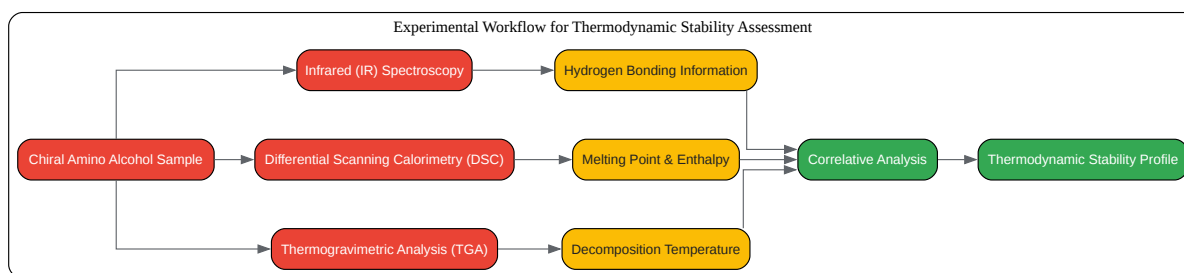 Experimental Workflow for Thermodynamic Stability Assessment
Infrared (IR) Spectroscopy
Hydrogen Bonding Information
Chiral Amino Alcohol Sample
Differential Scanning Calorimetry (DSC)
Melting Point & Enthalpy
Correlative Analysis
Thermodynamic Stability Profile
Thermogravimetric Analysis (TGA)
Decomposition Temperature